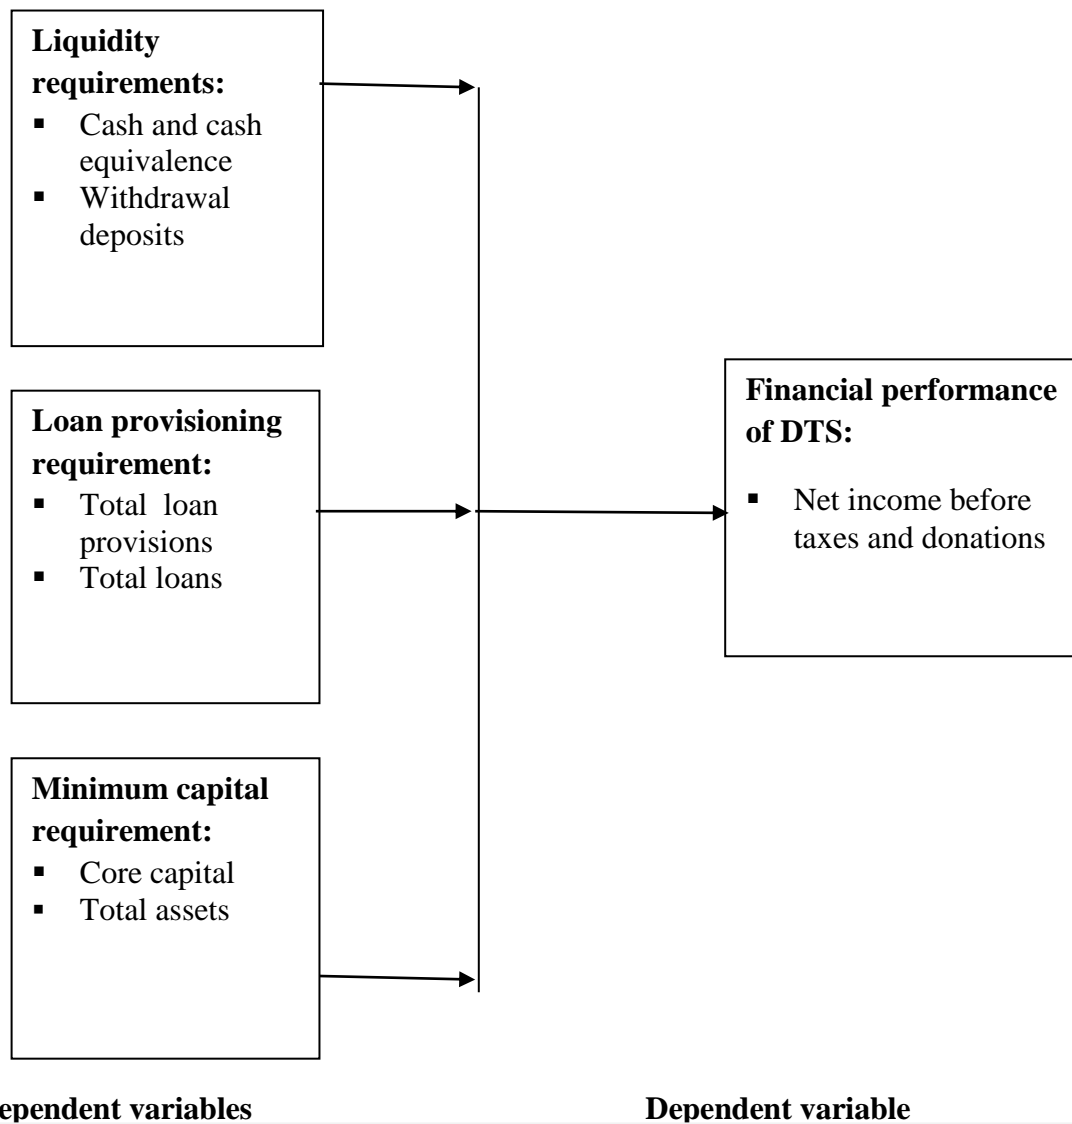 Liquidity
requirements:
▪ Cash and cash
equivalence
▪ Withdrawal
deposits
Loan provisioning
requirement:
▪ Total loan
provisions
▪ Total loans
Minimum capital
requirement:
▪ Core capital
▪ Total assets
Financial performance
of DTS:
▪ Net income before
taxes and donations
ependent variables
Dependent variable